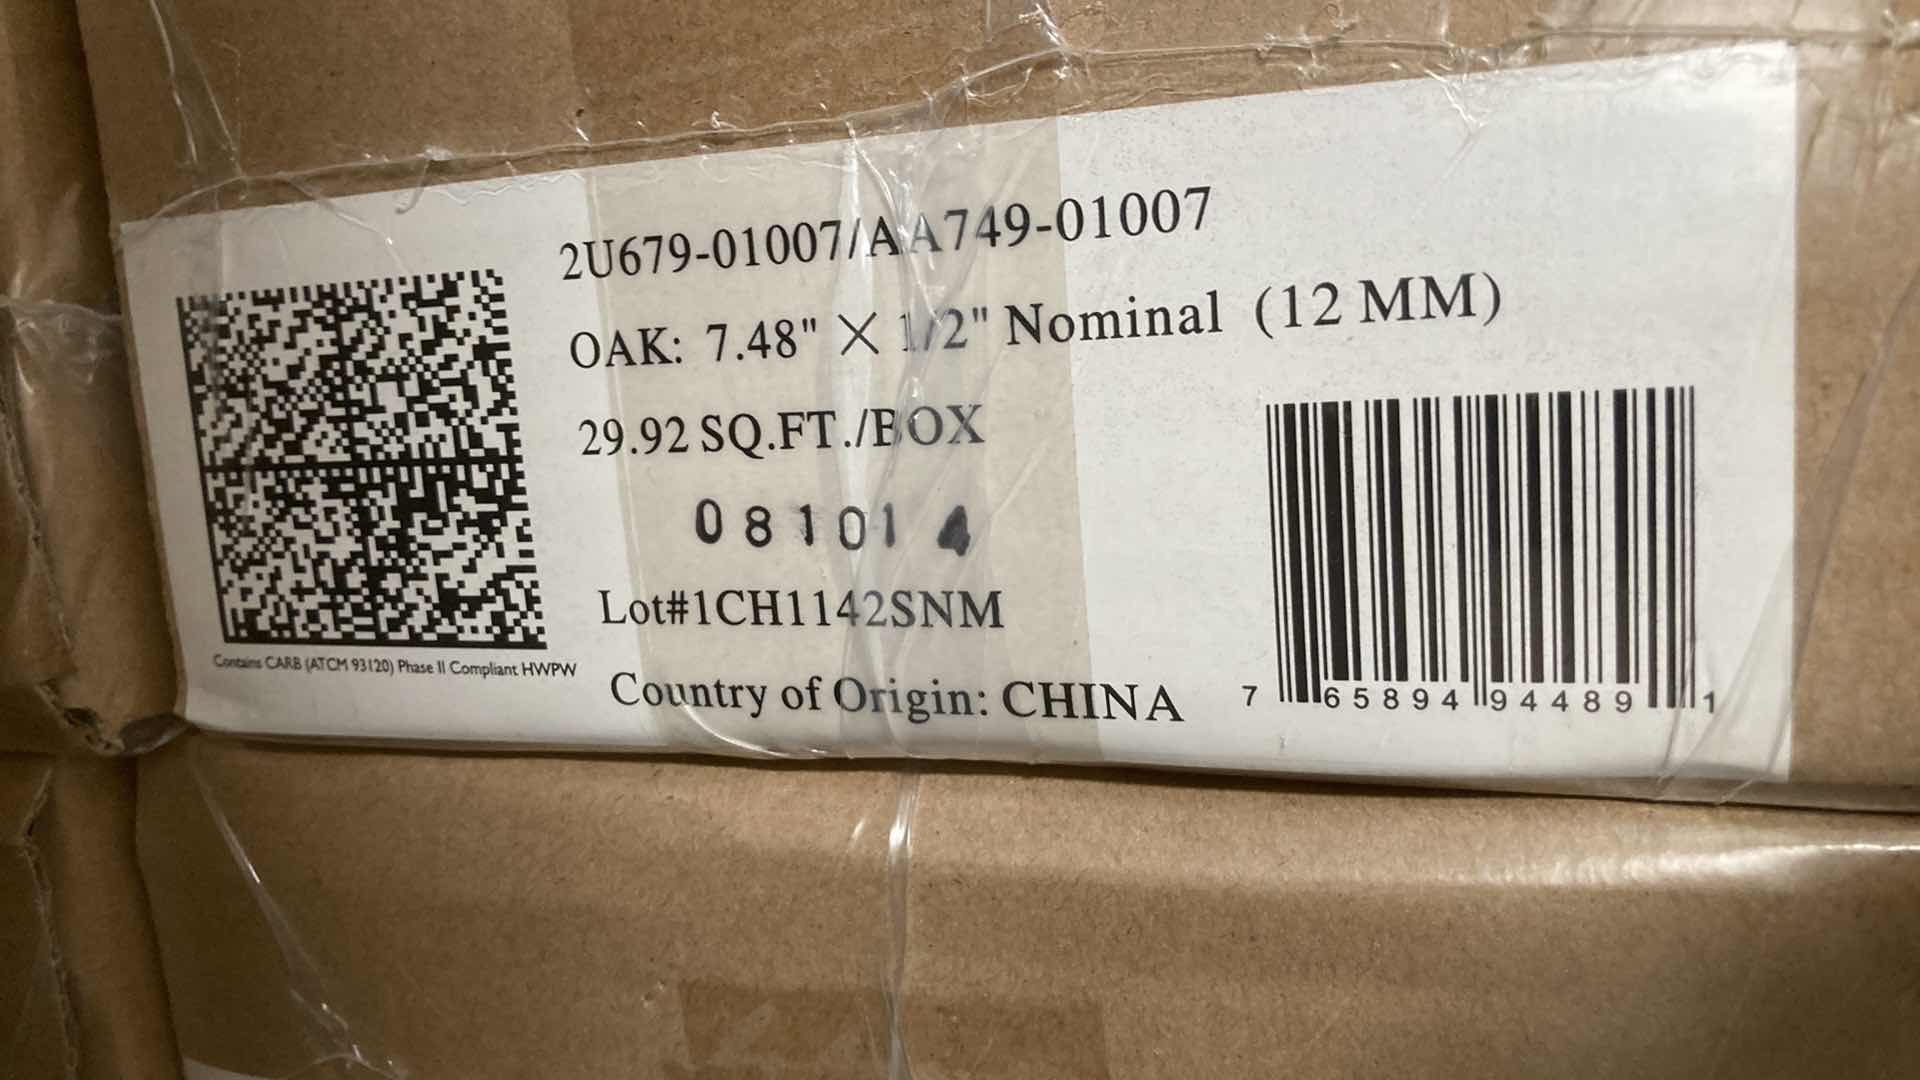 2U679-01007/AA749-01007
OAK: 7.48" X 1/2" Nominal (12 MM)
29.92 SQ.FT./BOX
081014
Lot#1CH1142SNM
Contains CARB (ATCM 93120) Phase II Compliant HWPW
Country of Origin: CHINA
7 65894 94489 1